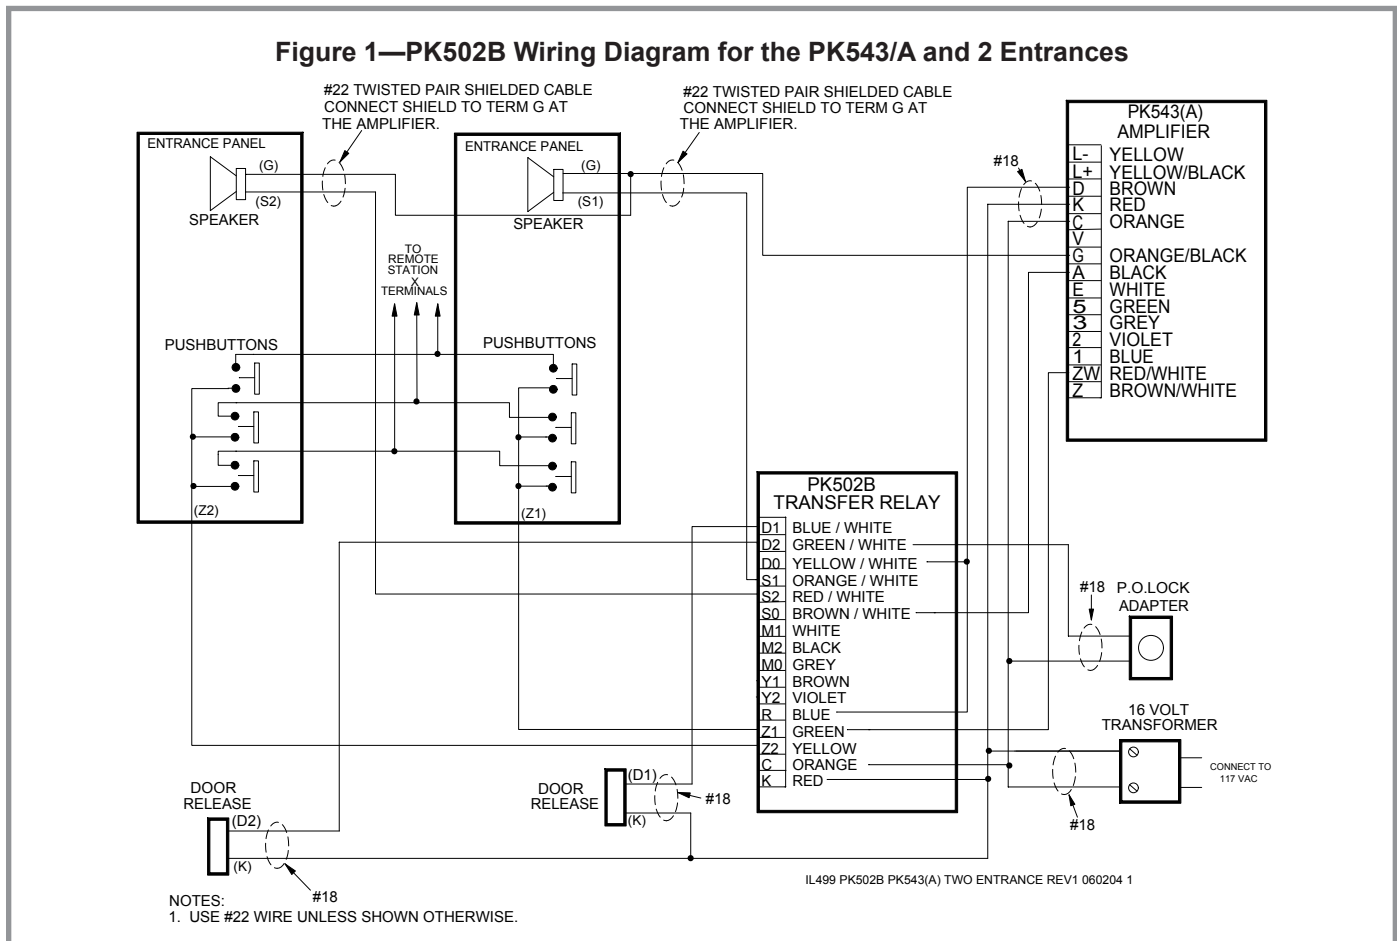 Figure 1—PK502B Wiring Diagram for the PK543/A and 2 Entrances
#22 TWISTED PAIR SHIELDED CABLE
CONNECT SHIELD TO TERM G AT
THE AMPLIFIER.
#22 TWISTED PAIR SHIELDED CABLE
CONNECT SHIELD TO TERM G AT
THE AMPLIFIER.
ENTRANCE PANEL
(G)
(S2)
SPEAKER
PUSHBUTTONS
(Z2)
TO
REMOTE
STATION
X
TERMINALS
ENTRANCE PANEL
(G)
(S1)
SPEAKER
PUSHBUTTONS
(Z1)
#18
PK543(A)
AMPLIFIER
L- YELLOW
L+ YELLOW/BLACK
D BROWN
K RED
C ORANGE
V
G ORANGE/BLACK
A BLACK
E WHITE
5 GREEN
3 GREY
2 VIOLET
1 BLUE
ZW RED/WHITE
Z BROWN/WHITE
PK502B
TRANSFER RELAY
D1 BLUE / WHITE
D2 GREEN / WHITE
D0 YELLOW / WHITE
S1 ORANGE / WHITE
S2 RED / WHITE
S0 BROWN / WHITE
M1 WHITE
M2 BLACK
M0 GREY
Y1 BROWN
Y2 VIOLET
R BLUE
Z1 GREEN
Z2 YELLOW
C ORANGE
K RED
#18
P.O.LOCK
ADAPTER
16 VOLT
TRANSFORMER
CONNECT TO
117 VAC
#18
DOOR
RELEASE
(D1)
(K)
#18
DOOR
RELEASE
(D2)
(K)
#18
IL499 PK502B PK543(A) TWO ENTRANCE REV1 060204 1
NOTES:
1. USE #22 WIRE UNLESS SHOWN OTHERWISE.